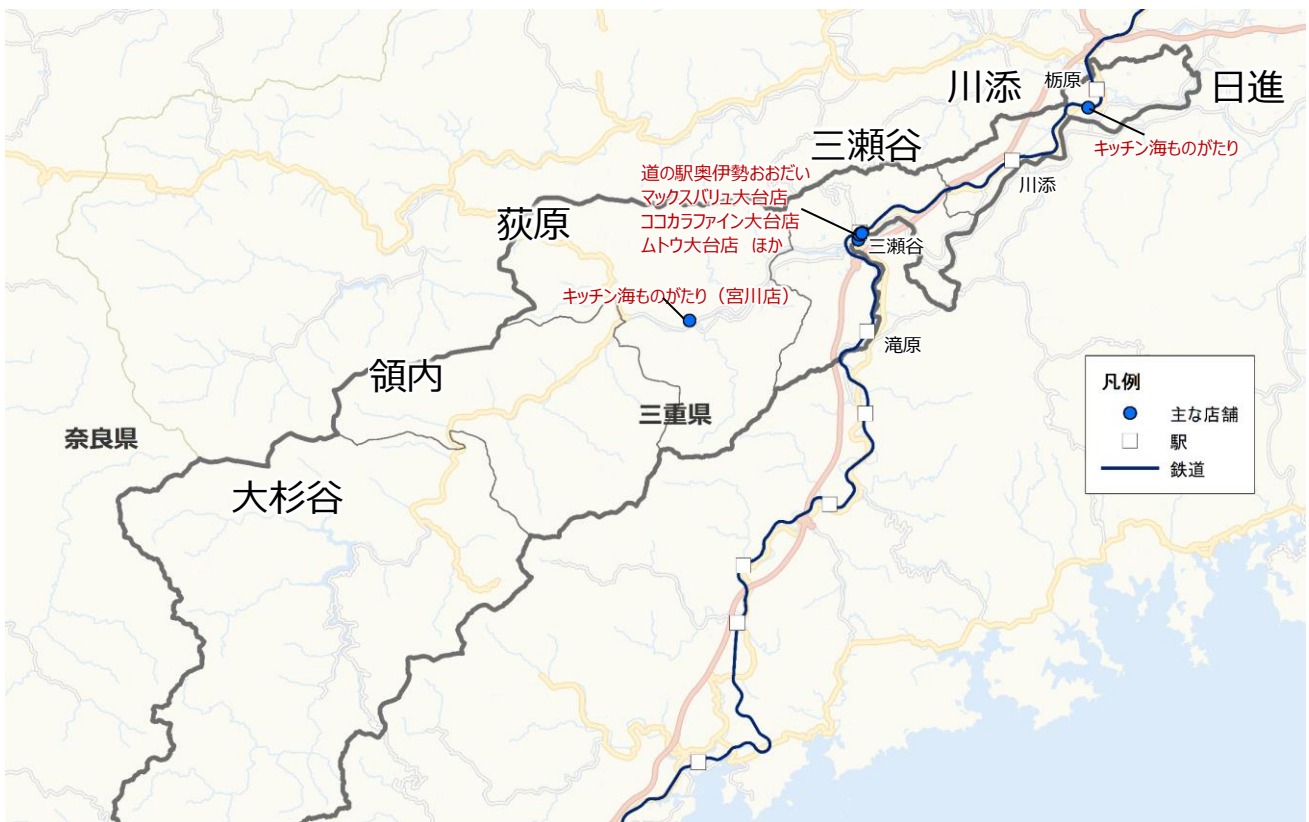 川添
栃原
日進
キッチン海ものがたり
三瀬谷
川添
道の駅奥伊勢おおだい
マックスバリュ大台店
ココカラファイン大台店
ムトウ大台店 ほか
三瀬谷
荻原
キッチン海ものがたり（宮川店）
滝原
領内
三重県
奈良県
大杉谷
凡例
主な店舗
駅
鉄道